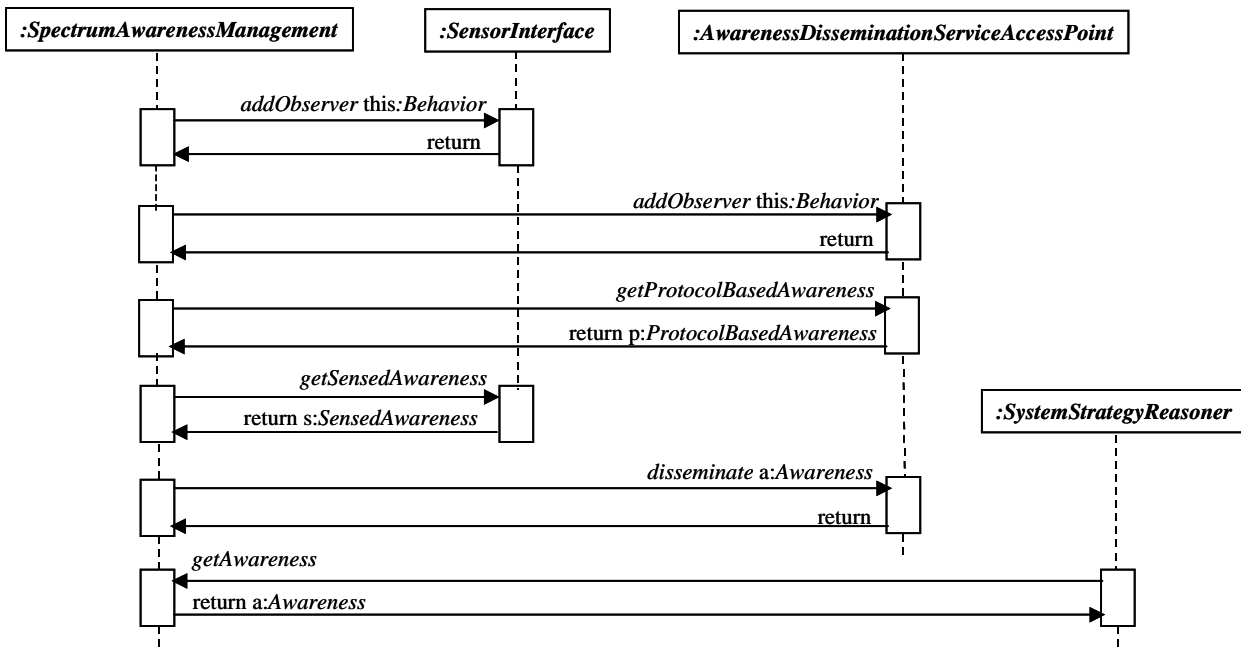 :SpectrumAwarenessManagement
:SensorInterface
:AwarenessDisseminationServiceAccessPoint
addObserver this:Behavior
return
addObserver this:Behavior
return
getProtocolBasedAwareness
return p:ProtocolBasedAwareness
getSensedAwareness
return s:SensedAwareness
:SystemStrategyReasoner
disseminate a:Awareness
return
getAwareness
return a:Awareness